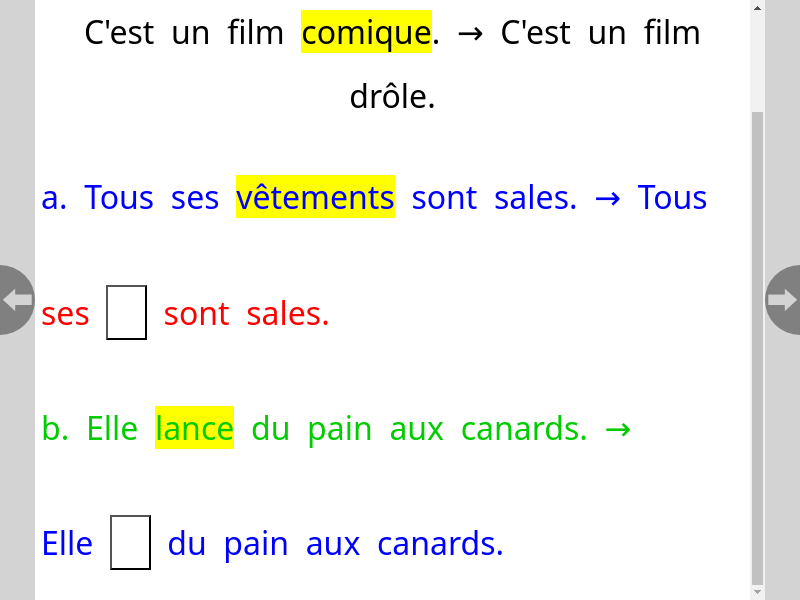 C'est un film comique. → C'est un film
drôle.
a. Tous ses vêtements sont sales. → Tous
ses sont sales.
b. Elle lance du pain aux canards. →
Elle du pain aux canards.